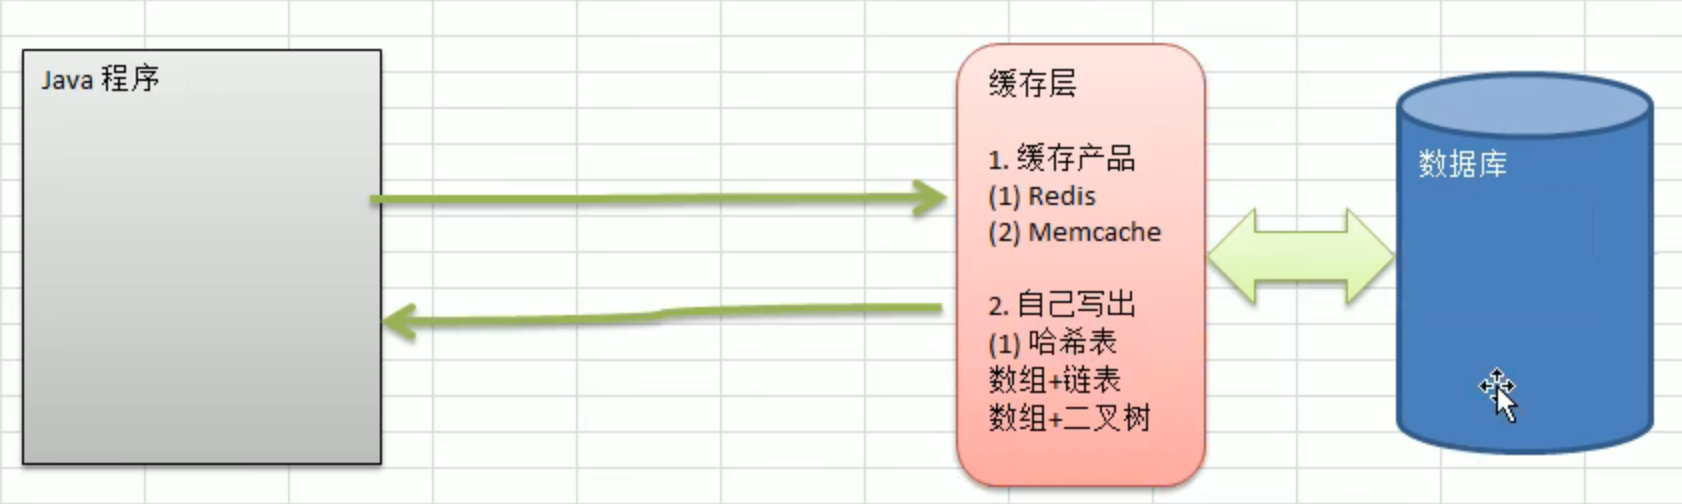 Java 程序
缓存层
1. 缓存产品
(1) Redis
(2) Memcache
2. 自己写出
(1) 哈希表
数组+链表
数组+二叉树
数据库